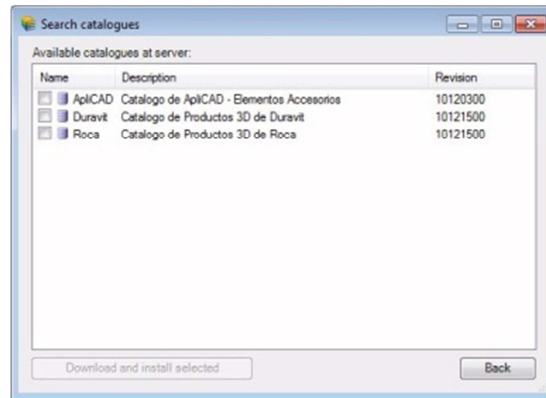 Search catalogues
Available catalogues at server:
Name Description Revision
ApliCAD Catalogo de ApliCAD - Elementos Accesorios 10120300
Duravit Catalogo de Productos 3D de Duravit 10121500
Roca Catalogo de Productos 3D de Roca 10121500
Download and install selected Back